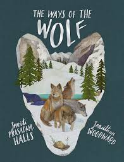 THE WAYS OF THE
WOLF
Smriti
PRASADAM-
HALLS
Jonathan
WOODWARD